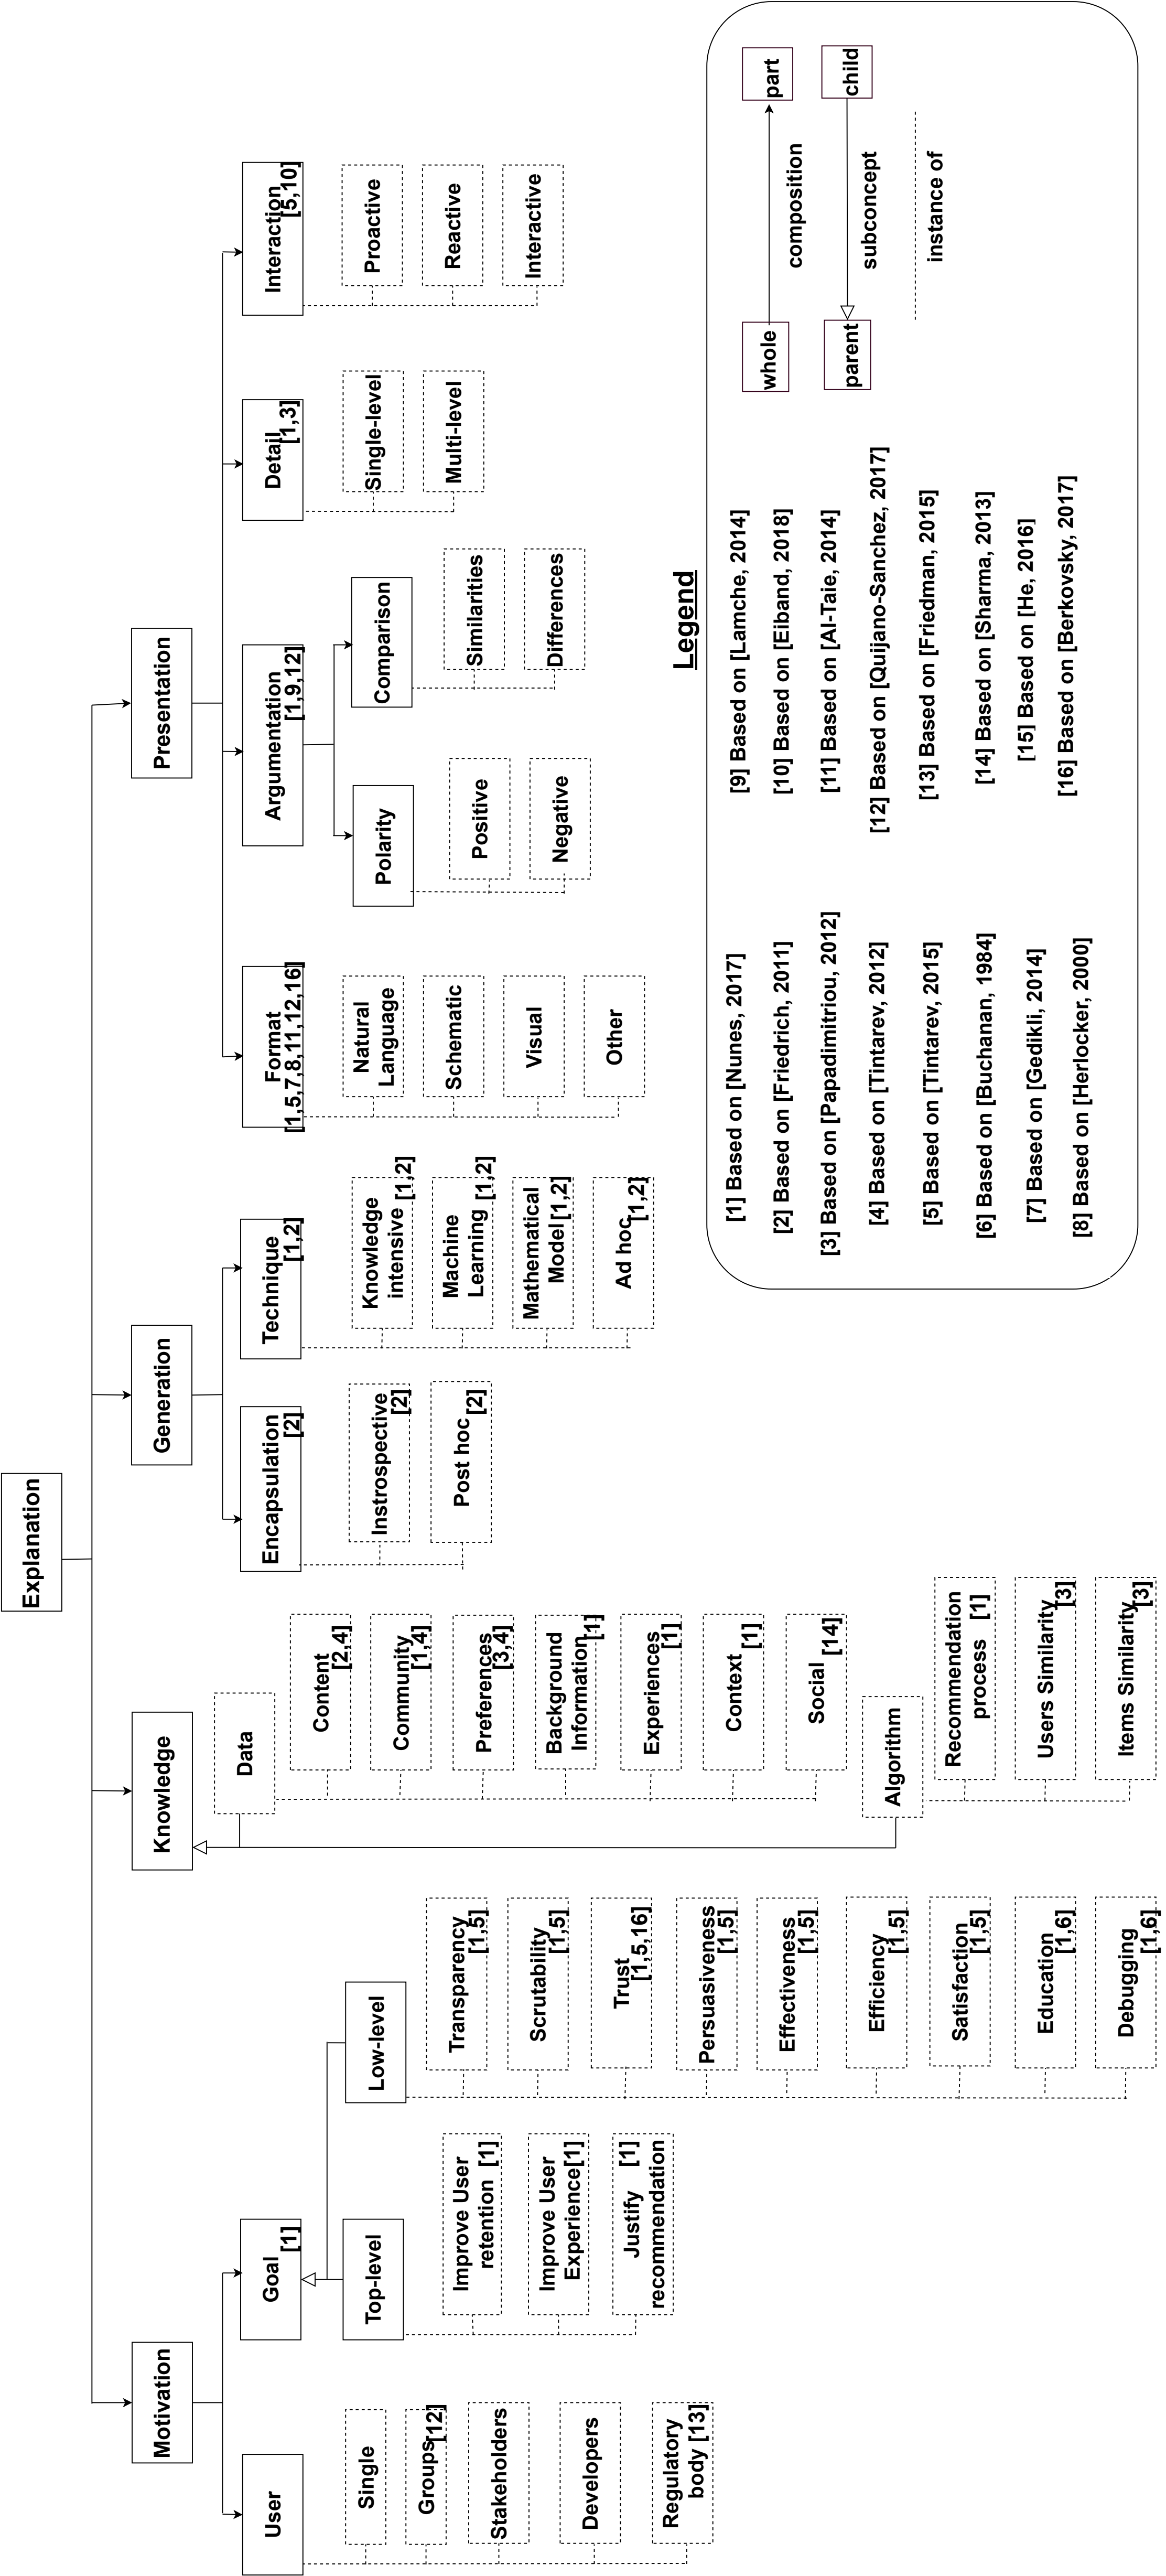 Explanation
Motivation
Knowledge
Generation
Presentation
User
Single
Groups
[12]
Stakeholders
Developers
Regulatory
body [13]
Goal
[1]
Top-level
Improve User
retention [1]
Improve User
Experience[1]
Justify [1]
recommendation
Low-level
Transparency
[1,5]
Scrutability
[1,5]
Trust
[1,5,16]
Persuasiveness
[1,5]
Effectiveness
[1,5]
Efficiency
[1,5]
Satisfaction
[1,5]
Education
[1,6]
Debugging
[1,6]
Data
Content
[2,4]
Community
[1,4]
Preferences
[3,4]
Background
Information
[1]
Experiences
[1]
Context
[1]
Social
[14]
Algorithm
Recommendation
process [1]
Users Similarity
[3]
Items Similarity
[3]
Encapsulation
[2]
Instrospective
[2]
Post hoc
[2]
Technique
[1,2]
Knowledge
intensive [1,2]
Machine
Learning [1,2]
Mathematical
Model[1,2]
Ad hoc
[1,2]
Format
[1,5,7,8,11,12,16]
Natural
Language
Schematic
Visual
Other
Argumentation
[1,9,12]
Polarity
Positive
Negative
Comparison
Similarities
Differences
Detail
[1,3]
Single-level
Multi-level
Interaction
[5,10]
Proactive
Reactive
Interactive
Legend
[1] Based on [Nunes, 2017]
[2] Based on [Friedrich, 2011]
[3] Based on [Papadimitriou, 2012]
[4] Based on [Tintarev, 2012]
[5] Based on [Tintarev, 2015]
[6] Based on [Buchanan, 1984]
[7] Based on [Gedikli, 2014]
[8] Based on [Herlocker, 2000]
[9] Based on [Lamche, 2014]
[10] Based on [Eiband, 2018]
[11] Based on [Al-Taie, 2014]
[12] Based on [Quijano-Sanchez, 2017]
[13] Based on [Friedman, 2015]
[14] Based on [Sharma, 2013]
[15] Based on [He, 2016]
[16] Based on [Berkovsky, 2017]
whole
part
composition
parent
child
subconcept
instance of